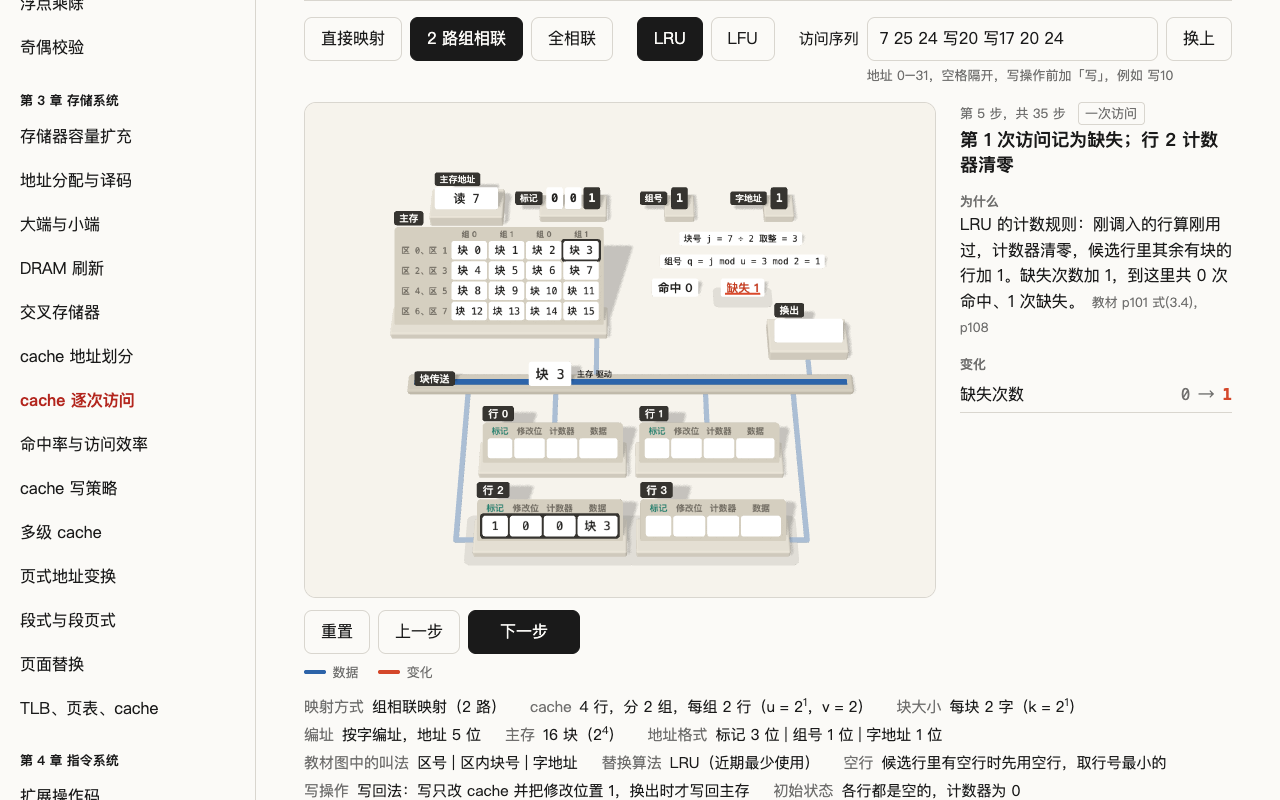 浮点乘除
奇偶校验
第 3 章 存储系统
存储器容量扩充
地址分配与译码
大端与小端
DRAM 刷新
交叉存储器
cache 地址划分
cache 逐次访问
命中率与访问效率
cache 写策略
多级 cache
页式地址变换
段式与段页式
页面替换
TLB、页表、cache
第 4 章 指令系统
扩展操作码
直接映射 2 路组相联 全相联 LRU LFU 访问序列 7 25 24 写20 写17 20 24 换上
地址 0—31，空格隔开，写操作前加「写」，例如 写10
主存地址
读 7 标记 0 0 1 组号 1 字地址 1
主存
组 0 组 1 组 0 组 1
区 0、区 1 块 0 块 1 块 2 块 3
区 2、区 3 块 4 块 5 块 6 块 7
区 4、区 5 块 8 块 9 块 10 块 11
区 6、区 7 块 12 块 13 块 14 块 15
块号 j = 7 ÷ 2 取整 = 3
组号 q = j mod u = 3 mod 2 = 1
命中 0 缺失 1
换出
块传送 块 3 主存 驱动
行 0 行 1
标记 修改位 计数器 数据 标记 修改位 计数器 数据
行 2 行 3
标记 修改位 计数器 数据 标记 修改位 计数器 数据
1 0 0 块 3
第 5 步，共 35 步 一次访问
第 1 次访问记为缺失；行 2 计数
器清零
为什么
LRU 的计数规则：刚调入的行算刚用
过，计数器清零，候选行里其余有块的
行加 1。缺失次数加 1，到这里共 0 次
命中、1 次缺失。 教材 p101 式(3.4)，
p108
变化
缺失次数 0 → 1
重置 上一步 下一步
数据 变化
映射方式 组相联映射（2 路） cache 4 行，分 2 组，每组 2 行（u = 2¹，v = 2） 块大小 每块 2 字（k = 2¹）
编址 按字编址，地址 5 位 主存 16 块（2⁴） 地址格式 标记 3 位 | 组号 1 位 | 字地址 1 位
教材图中的叫法 区号 | 区内块号 | 字地址 替换算法 LRU（近期最少使用） 空行 候选行里有空行时先用空行，取行号最小的
写操作 写回法：写只改 cache 并把修改位置 1，换出时才写回主存 初始状态 各行都是空的，计数器为 0